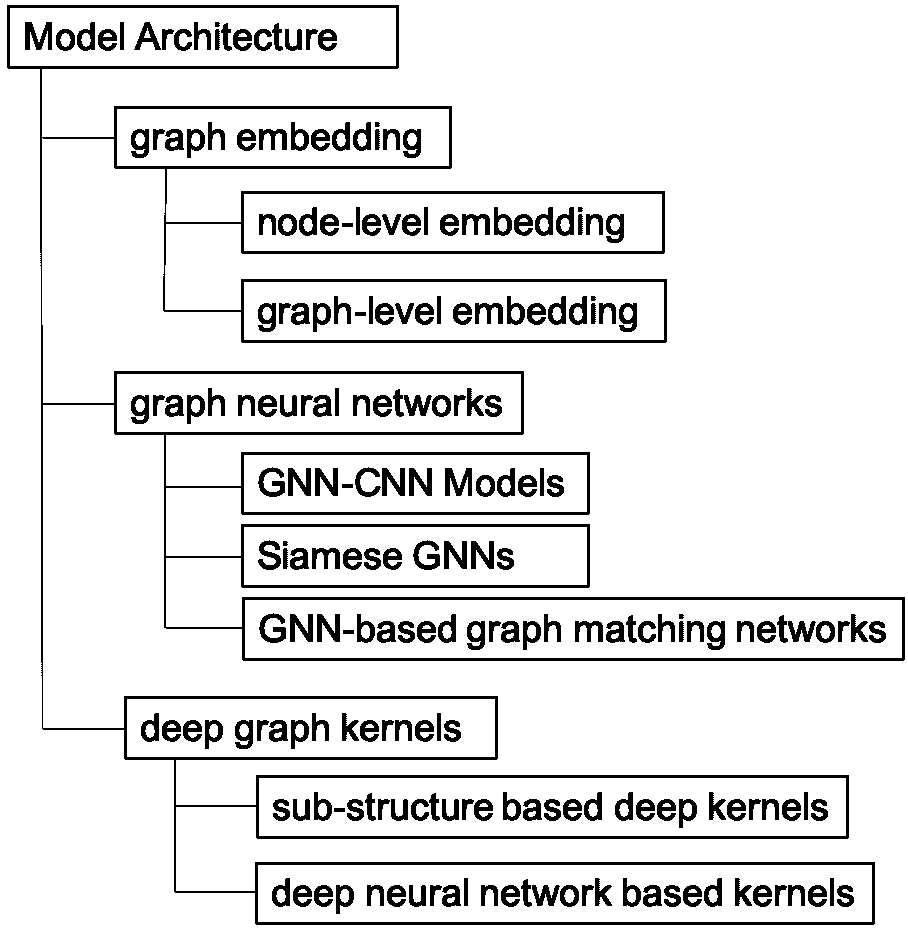 Model Architecture
graph embedding
node-level embedding
graph-level embedding
graph neural networks
GNN-CNN Models
Siamese GNNs
GNN-based graph matching networks
deep graph kernels
sub-structure based deep kernels
deep neural network based kernels